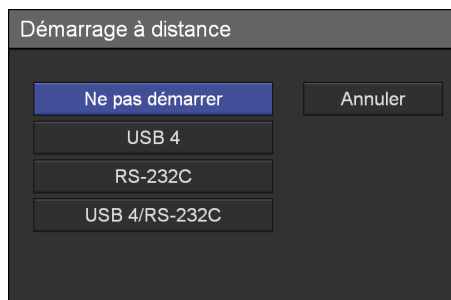 Démarrage à distance
Ne pas démarrer
Annuler
USB 4
RS-232C
USB 4/RS-232C